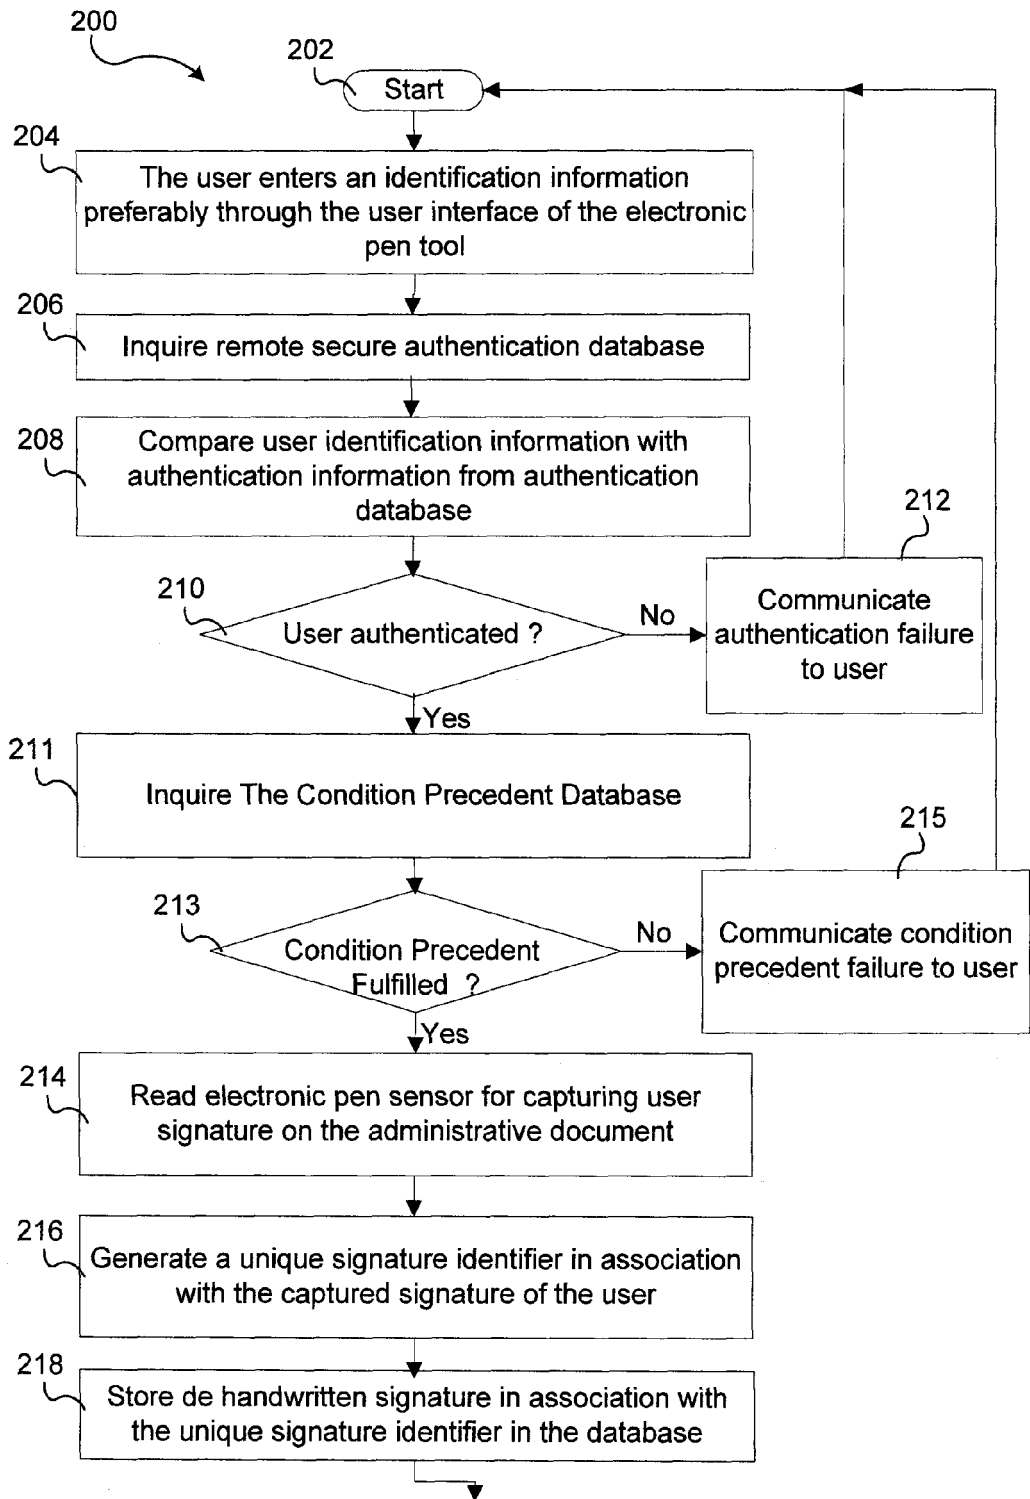 200
202
Start
204
The user enters an identification information
preferably through the user interface of the electronic
pen tool
206
Inquire remote secure authentication database
208
Compare user identification information with
authentication information from authentication
database
212
210
User authenticated ?
No
Communicate
authentication failure
to user
Yes
211
Inquire The Condition Precedent Database
215
213
Condition Precedent
Fulfilled ?
No
Communicate condition
precedent failure to user
Yes
214
Read electronic pen sensor for capturing user
signature on the administrative document
216
Generate a unique signature identifier in association
with the captured signature of the user
218
Store de handwritten signature in association with
the unique signature identifier in the database